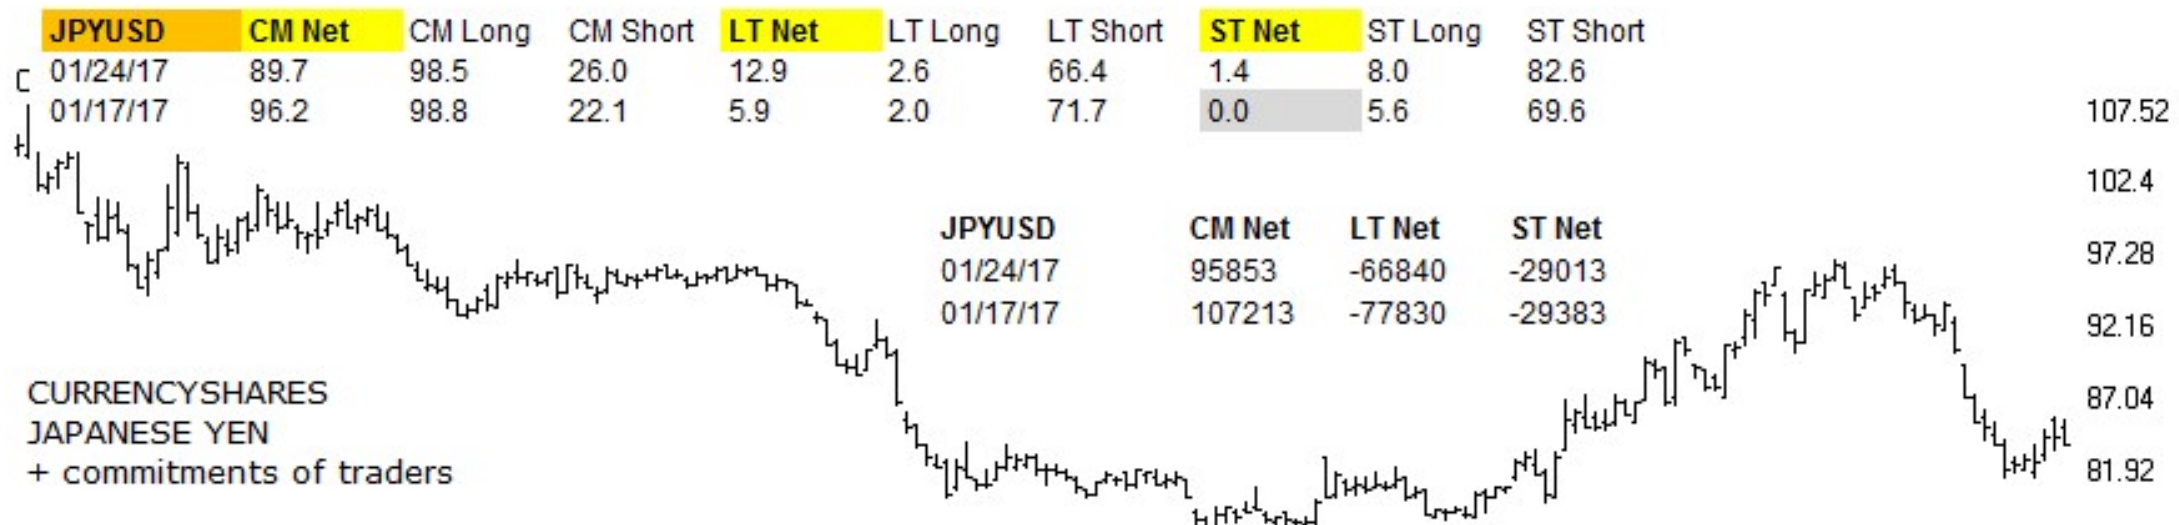 JPYUSD CM Net CM Long CM Short LT Net LT Long LT Short ST Net ST Long ST Short
C 01/24/17 89.7 98.5 26.0 12.9 2.6 66.4 1.4 8.0 82.6
01/17/17 96.2 98.8 22.1 5.9 2.0 71.7 0.0 5.6 69.6
107.52
102.4
JPYUSD CM Net LT Net ST Net
97.28
01/24/17 95853 -66840 -29013
01/17/17 107213 -77830 -29383
92.16
CURRENCYSHARES
87.04
JAPANESE YEN
+ commitments of traders
81.92